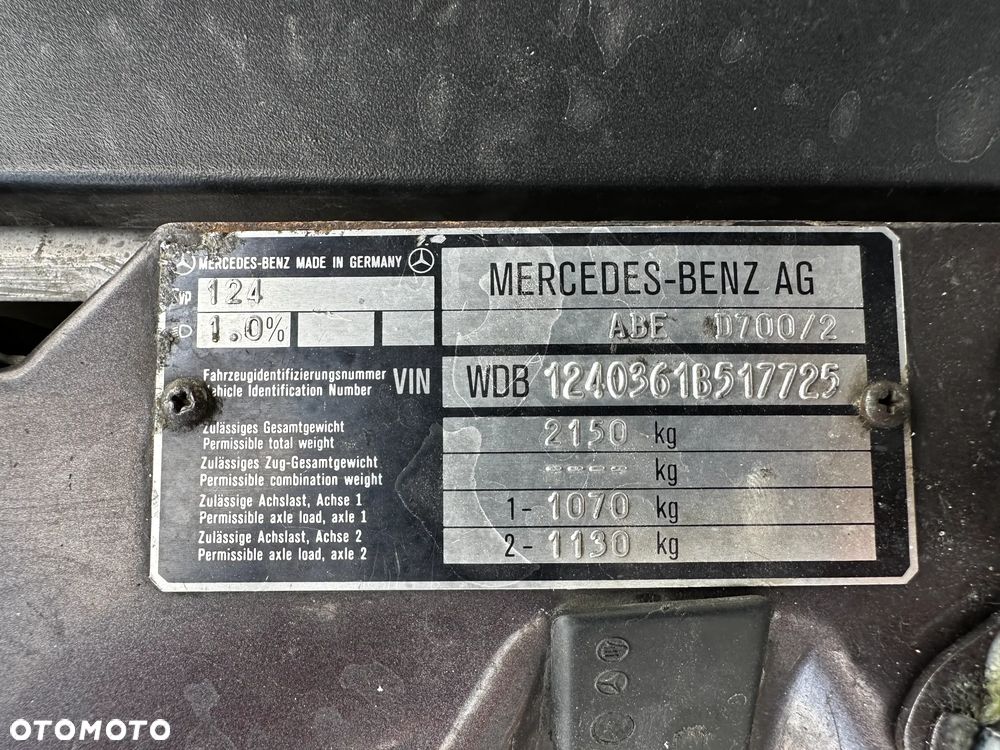 MERCEDES-BENZ MADE IN GERMANY
MERCEDES-BENZ AG
124
1.0%
ABE D700/2
Fahrzeugidentifizierungsnummer
Vehicle Identification Number
VIN
WDB 1240361B517725
Zulässiges Gesamtgewicht
Permissible total weight
2150 kg
Zulässiges Zug-Gesamtgewicht
Permissible combination weight
---- kg
Zulässige Achslast, Achse 1
Permissible axle load, axle 1
1- 1070 kg
Zulässige Achslast, Achse 2
Permissible axle load, axle 2
2- 1130 kg
OTOMOTO